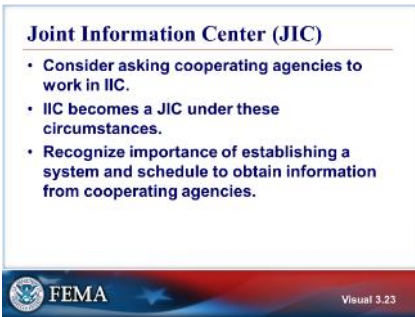 Joint Information Center (JIC)
• Consider asking cooperating agencies to
work in IIC.
• IIC becomes a JIC under these
circumstances.
• Recognize importance of establishing a
system and schedule to obtain information
from cooperating agencies.
FEMA
Visual 3.23